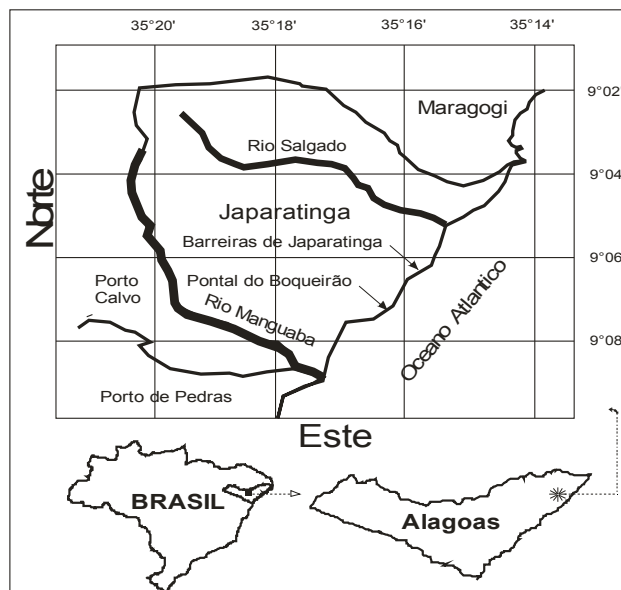 35°20' 35°18' 35°16' 35°14'
9°02'
Maragogi
Rio Salgado
9°04'
Norte
Japaratinga
Barreiras de Japaratinga
9°06'
Porto
Calvo
Pontal do Boqueirão
Rio Manguaba
Oceano Atlantico
9°08'
Porto de Pedras
Este
BRASIL
Alagoas